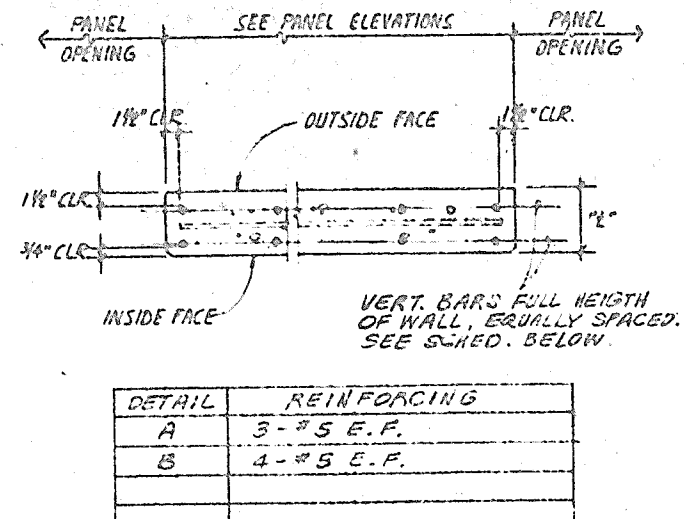 PANEL
OPENING
SEE PANEL ELEVATIONS
PANEL
OPENING
1½" CLR
OUTSIDE FACE
1½" CLR.
1½" CLR.
3/4" CLR.
INSIDE FACE
VERT. BARS FULL HEIGTH
OF WALL, EQUALLY SPACED.
SEE SCHED. BELOW.
DETAIL REINFORCING
A 3-#5 E.F.
B 4-#5 E.F.